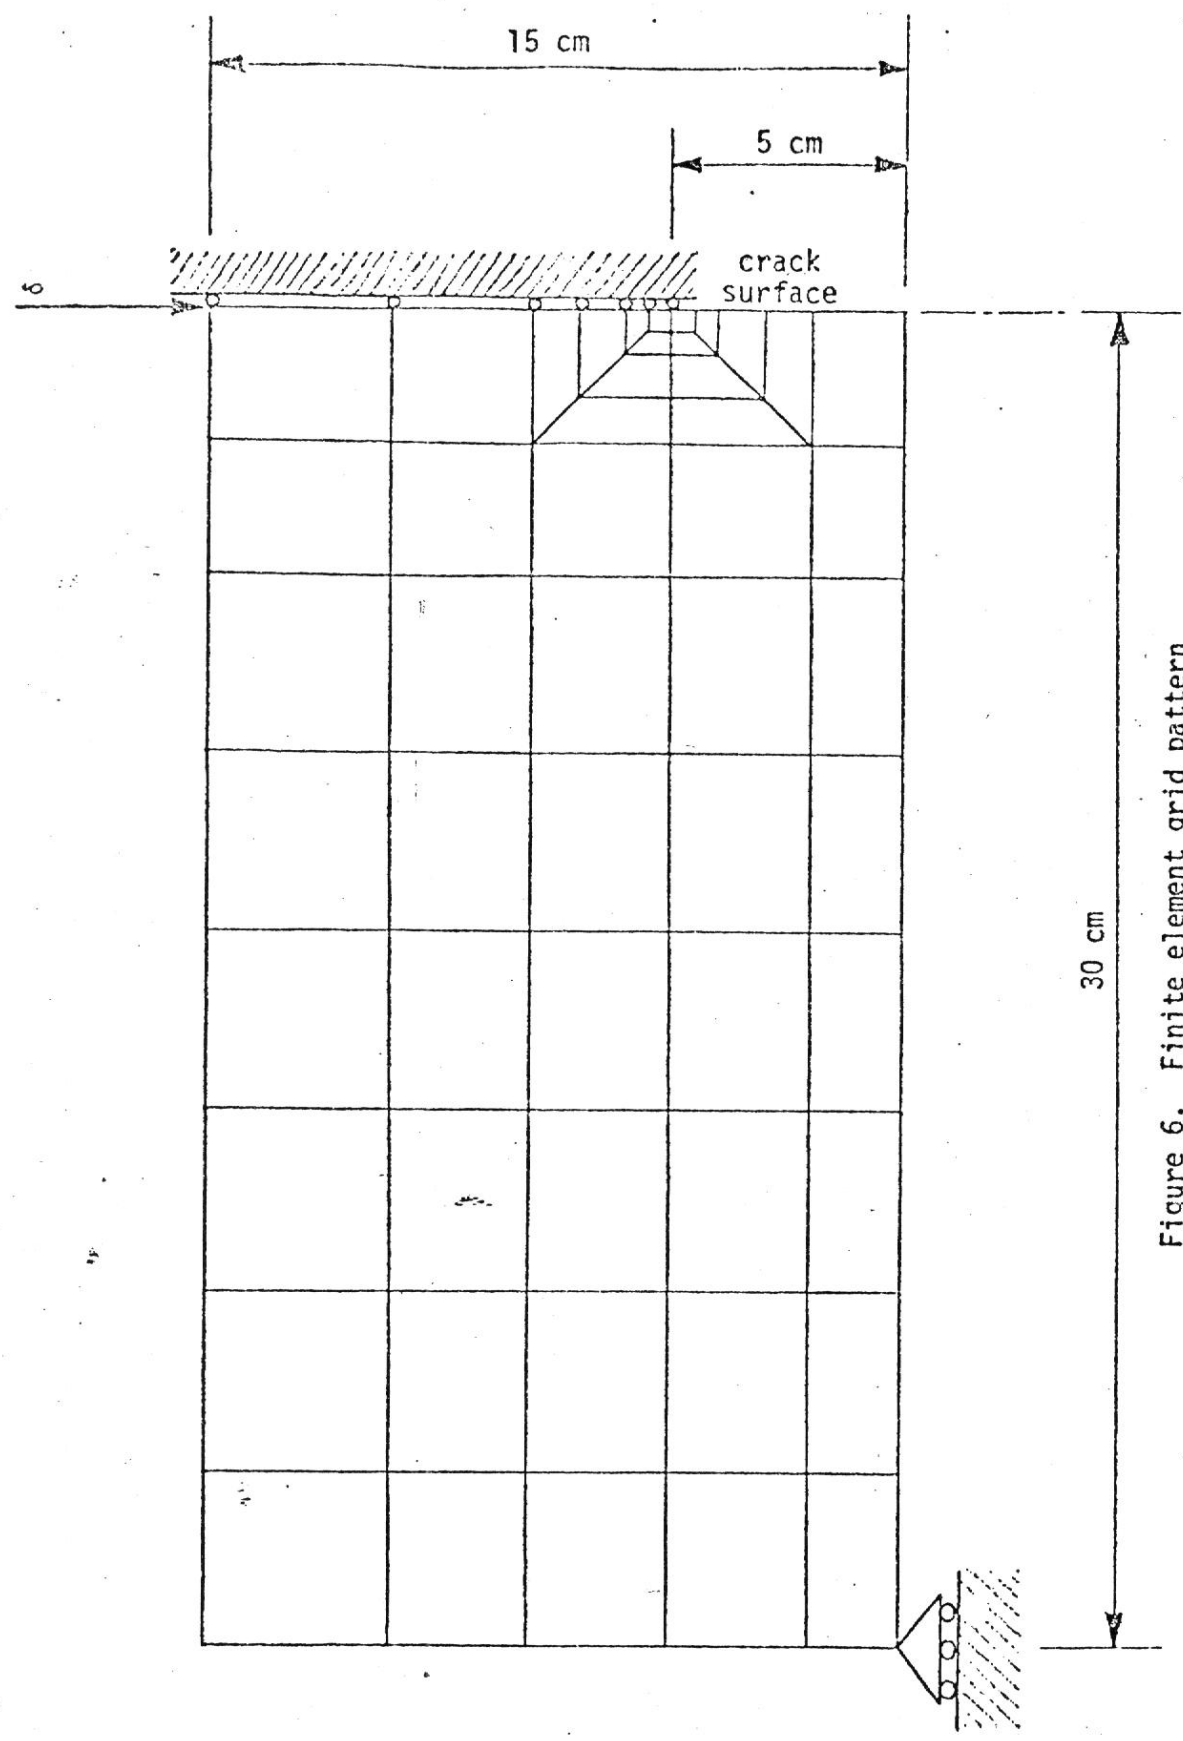 15 cm
5 cm
crack
surface
δ
30 cm
Figure 6. Finite element grid pattern